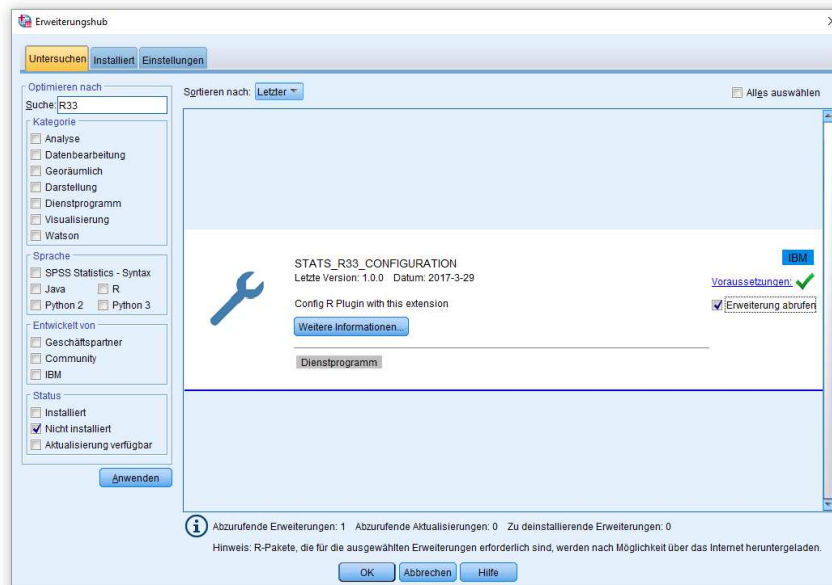 Erweiterungshub
Untersuchen Installiert Einstellungen
Optimieren nach
Suche: R33
Kategorie
Analyse
Datenbearbeitung
Georäumlich
Darstellung
Dienstprogramm
Visualisierung
Watson
Sprache
SPSS Statistics - Syntax
Java R
Python 2 Python 3
Entwickelt von
Geschäftspartner
Community
IBM
Status
Installiert
Nicht installiert
Aktualisierung verfügbar
Anwenden
Sortieren nach: Letzter
Alles auswählen
STATS_R33_CONFIGURATION
Letzte Version: 1.0.0 Datum: 2017-3-29
Config R Plugin with this extension
Weitere Informationen...
Dienstprogramm
IBM
Voraussetzungen:
Erweiterung abrufen
Abzurufende Erweiterungen: 1 Abzurufende Aktualisierungen: 0 Zu deinstallierende Erweiterungen: 0
Hinweis: R-Pakete, die für die ausgewählten Erweiterungen erforderlich sind, werden nach Möglichkeit über das Internet heruntergeladen.
OK Abbrechen Hilfe